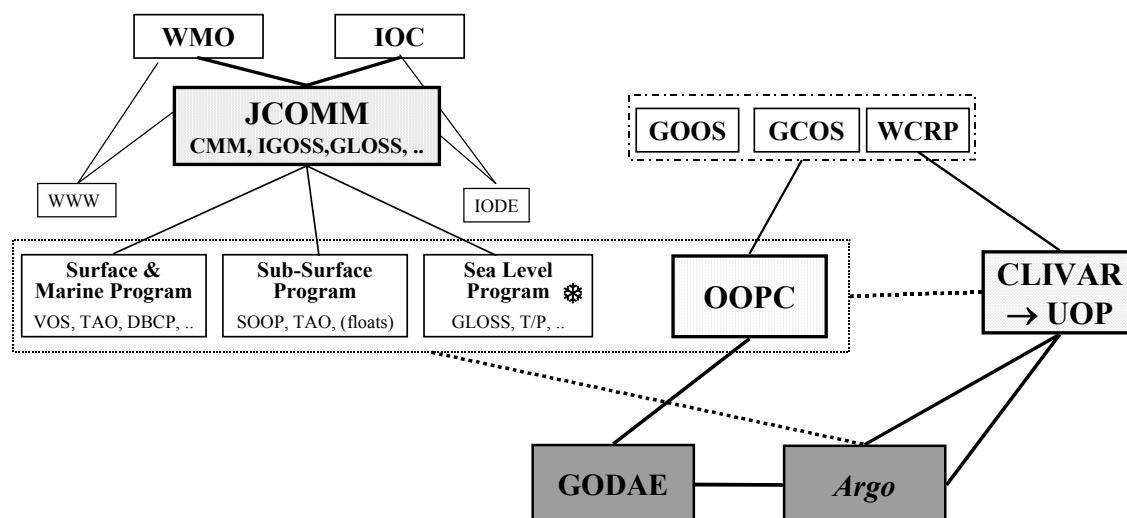 WMO
IOC
JCOMM
CMM, IGOSS,GLOSS, ..
GOOS
GCOS
WCRP
WWW
IODE
Surface &
Marine Program
VOS, TAO, DBCP, ..
Sub-Surface
Program
SOOP, TAO, (floats)
Sea Level
Program
GLOSS, T/P, ..
OOPC
CLIVAR
→ UOP
GODAE
Argo